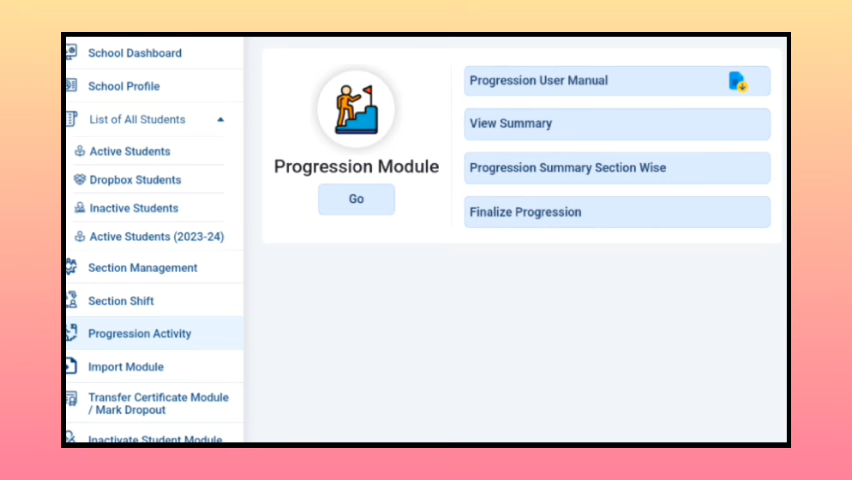 School Dashboard
School Profile
List of All Students
Active Students
Dropbox Students
Inactive Students
Active Students (2023-24)
Section Management
Section Shift
Progression Activity
Import Module
Transfer Certificate Module
/ Mark Dropout
Inactivate Student Module
Progression Module
Go
Progression User Manual
View Summary
Progression Summary Section Wise
Finalize Progression